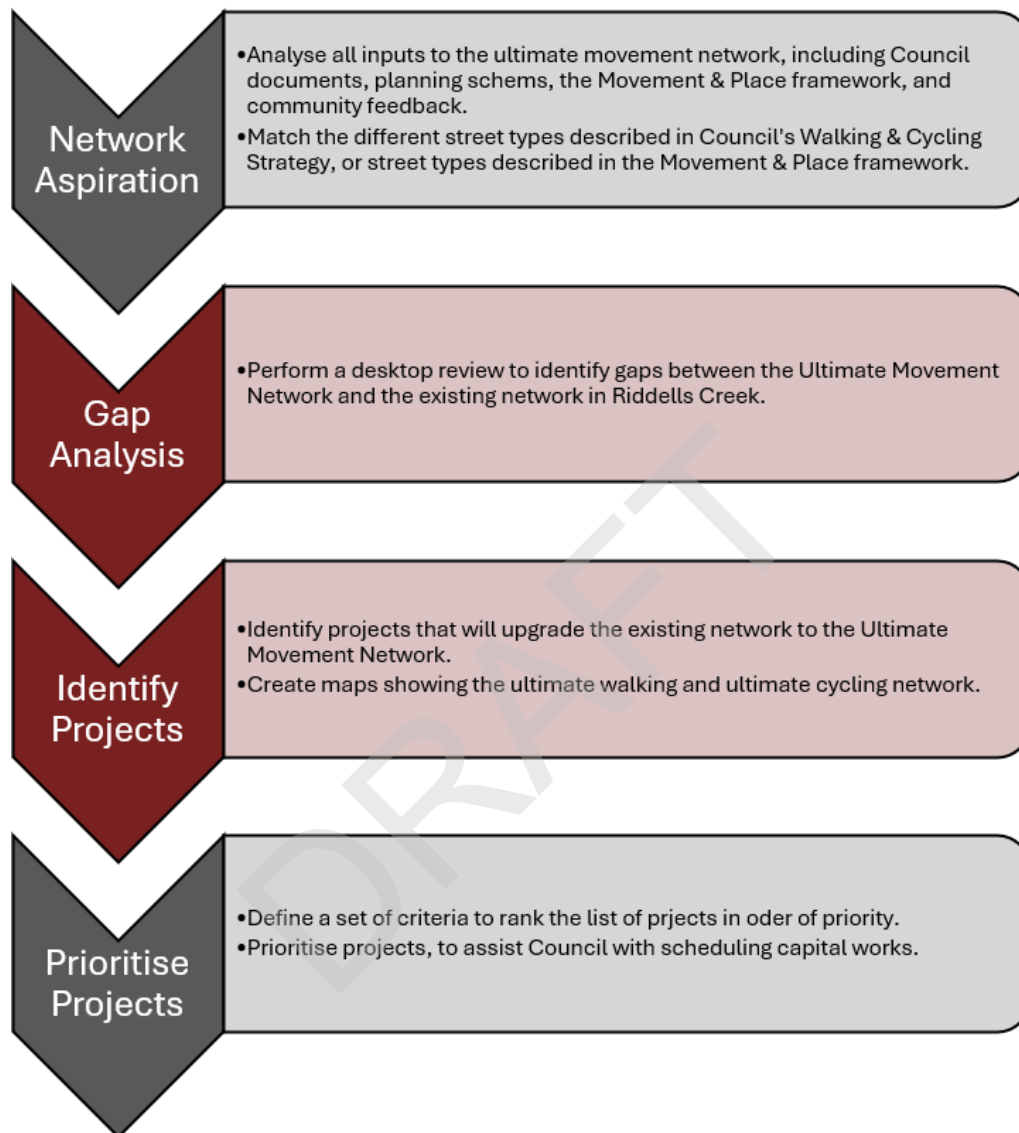 Network
Aspiration
•Analyse all inputs to the ultimate movement network, including Council
documents, planning schems, the Movement & Place framework, and
community feedback.
•Match the different street types described in Council's Walking & Cycling
Strategy, or street types described in the Movement & Place framework.
Gap
Analysis
•Perform a desktop review to identify gaps between the Ultimate Movement
Network and the existing network in Riddells Creek.
Identify
Projects
•Identify projects that will upgrade the existing network to the Ultimate
Movement Network.
•Create maps showing the ultimate walking and ultimate cycling network.
Prioritise
Projects
•Define a set of criteria to rank the list of prjects in oder of priority.
•Prioritise projects, to assist Council with scheduling capital works.
DRAFT